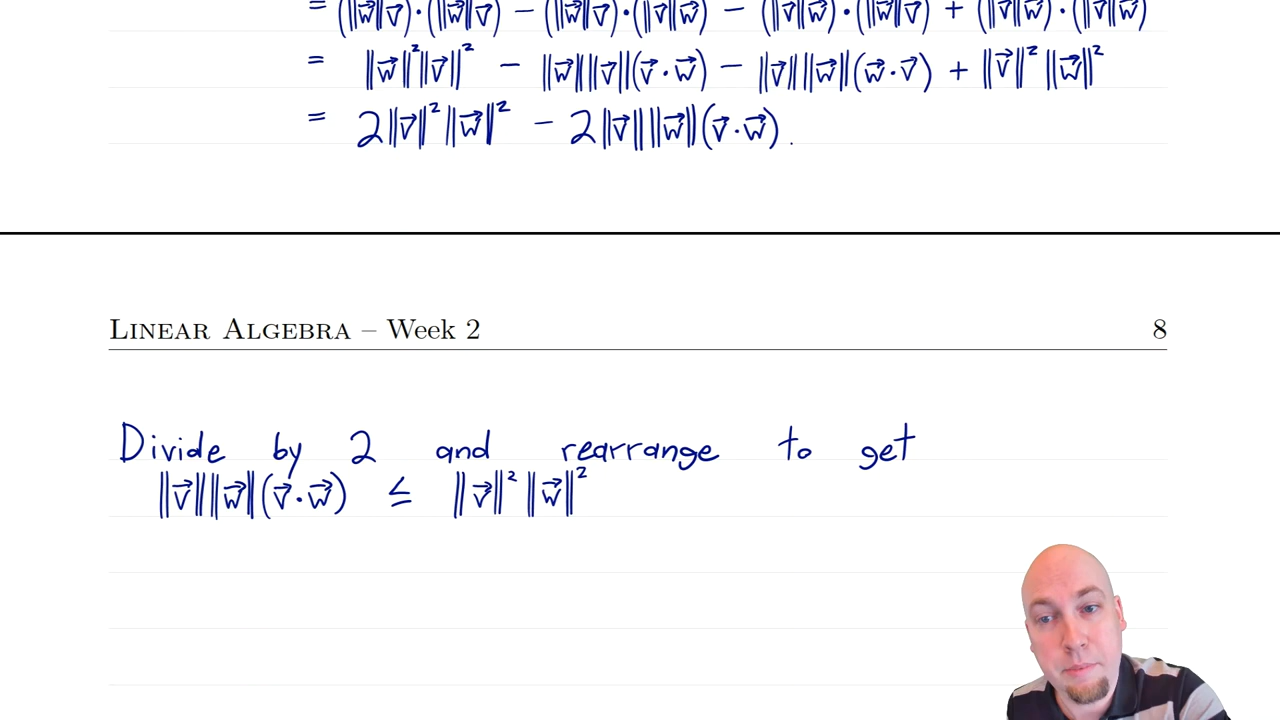 = (‖w⃗‖v⃗)·(‖w⃗‖v⃗) − (‖w⃗‖v⃗)·(‖v⃗‖w⃗) − (‖v⃗‖w⃗)·(‖w⃗‖v⃗) + (‖v⃗‖w⃗)·(‖v⃗‖w⃗)
= ‖w⃗‖²‖v⃗‖² − ‖w⃗‖‖v⃗‖(v⃗·w⃗) − ‖v⃗‖‖w⃗‖(w⃗·v⃗) + ‖v⃗‖²‖w⃗‖²
= 2‖v⃗‖²‖w⃗‖² − 2‖v⃗‖‖w⃗‖(v⃗·w⃗).
LINEAR ALGEBRA – Week 2 8
Divide by 2 and rearrange to get
‖v⃗‖‖w⃗‖(v⃗·w⃗) ≤ ‖v⃗‖²‖w⃗‖²